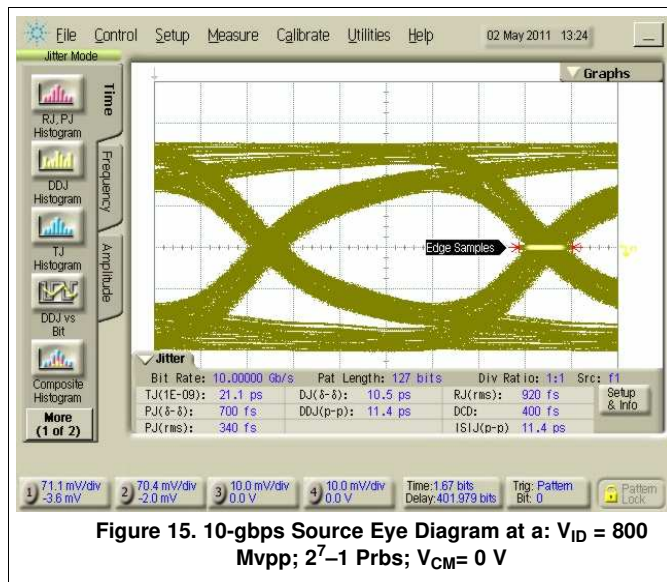 File Control Setup Measure Calibrate Utilities Help 02 May 2011 13:24
Jitter Mode
Graphs
Time
Frequency
Amplitude
RJ, PJ
Histogram
DDJ
Histogram
TJ
Histogram
DDJ vs
Bit
Composite
Histogram
More
(1 of 2)
Edge Samples
Jitter
Bit Rate: 10.00000 Gb/s Pat Length: 127 bits Div Ratio: 1:1 Src: f1
TJ(1E-09): 21.1 ps DJ(δ-δ): 10.5 ps RJ(rms): 920 fs
PJ(δ-δ): 700 fs DDJ(p-p): 11.4 ps DCD: 400 fs
PJ(rms): 340 fs ISIJ(p-p) 11.4 ps
Setup
& Info
1 71.1 mV/div
-3.6 mV
2 70.4 mV/div
-2.0 mV
3 10.0 mV/div
0.0 V
4 10.0 mV/div
0.0 V
Time:1.67 bits
Delay:401.979 bits
Trig: Pattern
Bit: 0
Pattern
Lock
Figure 15. 10-gbps Source Eye Diagram at a: V_ID = 800
Mvpp; 2⁷–1 Prbs; V_CM= 0 V